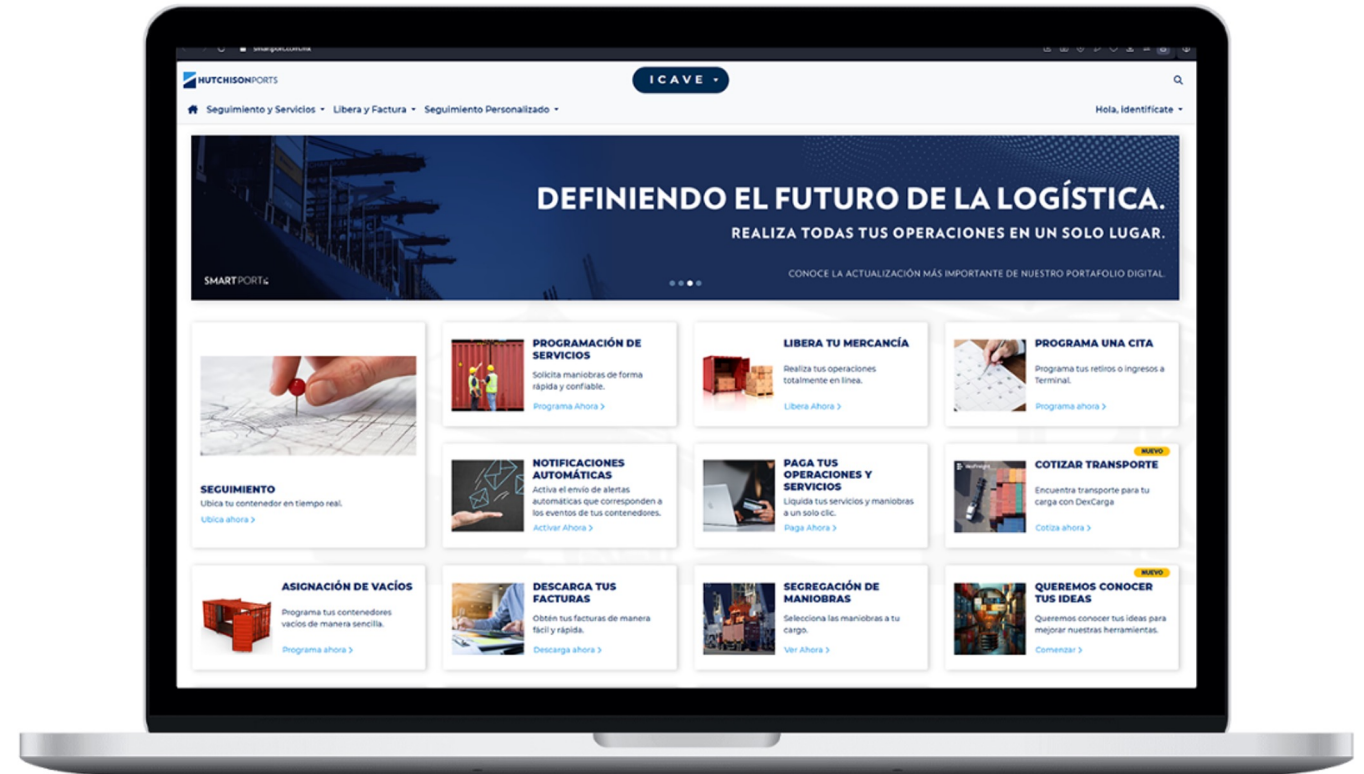 smartport.com.mx
HUTCHISON PORTS
ICAVE
Seguimiento y Servicios
Libera y Factura
Seguimiento Personalizado
Hola, identifícate
DEFINIENDO EL FUTURO DE LA LOGÍSTICA.
REALIZA TODAS TUS OPERACIONES EN UN SOLO LUGAR.
CONOCE LA ACTUALIZACIÓN MÁS IMPORTANTE DE NUESTRO PORTAFOLIO DIGITAL.
SMARTPORT
SEGUIMIENTO
Ubica tu contenedor en tiempo real.
Ubica ahora >
PROGRAMACIÓN DE
SERVICIOS
Solicita maniobras de forma
rápida y confiable.
Programa Ahora >
LIBERA TU MERCANCÍA
Realiza tus operaciones
totalmente en línea.
Libera Ahora >
PROGRAMA UNA CITA
Programa tus retiros o ingresos a
Terminal.
Programa ahora >
NOTIFICACIONES
AUTOMÁTICAS
Activa el envío de alertas
automáticas que corresponden a
los eventos de tus contenedores.
Activar Ahora >
PAGA TUS
OPERACIONES Y
SERVICIOS
Liquida tus servicios y maniobras
a un solo clic.
Paga Ahora >
NUEVO
COTIZAR TRANSPORTE
Encuentra transporte para tu
carga con DexCarga
Cotiza ahora >
ASIGNACIÓN DE VACÍOS
Programa tus contenedores
vacíos de manera sencilla.
Programa ahora >
DESCARGA TUS
FACTURAS
Obtén tus facturas de manera
fácil y rápida.
Descarga ahora >
SEGREGACIÓN DE
MANIOBRAS
Selecciona las maniobras a tu
cargo.
Ver Ahora >
NUEVO
QUEREMOS CONOCER
TUS IDEAS
Queremos conocer tus ideas para
mejorar nuestras herramientas.
Comenzar >